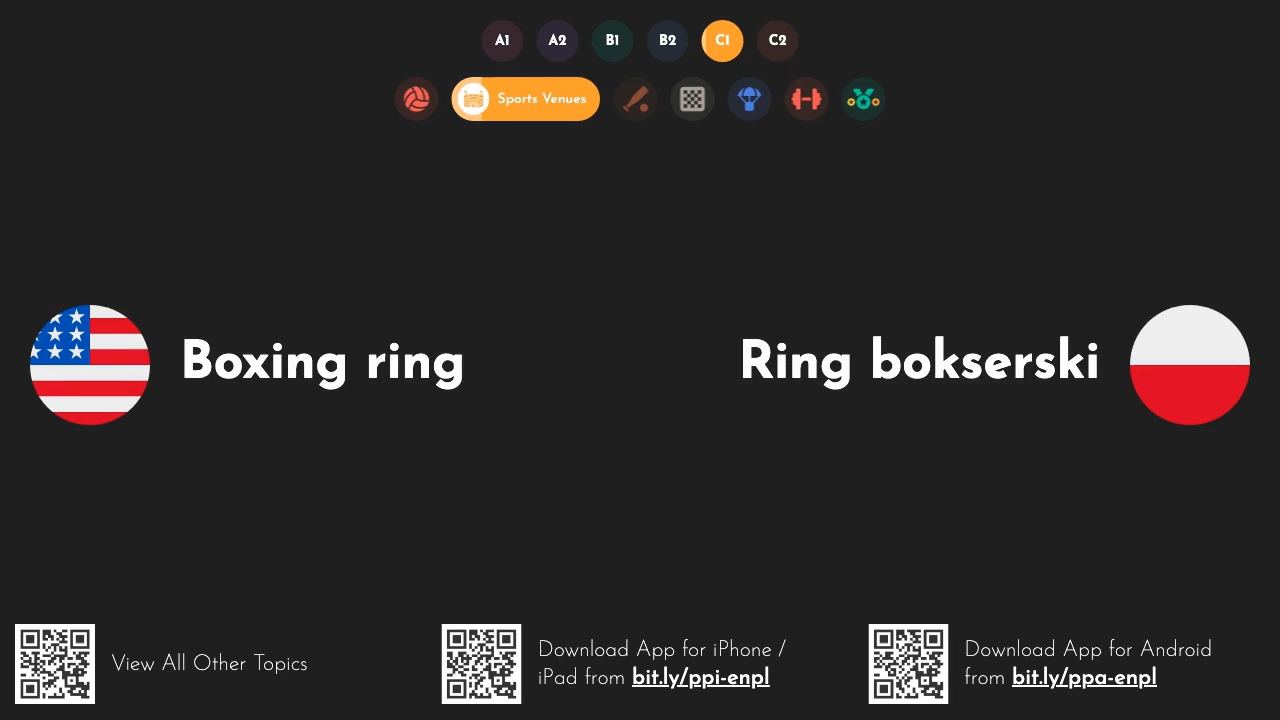 A1 A2 B1 B2 C1 C2
Sports Venues
Boxing ring
Ring bokserski
View All Other Topics
Download App for iPhone /
iPad from bit.ly/ppi-enpl
Download App for Android
from bit.ly/ppa-enpl